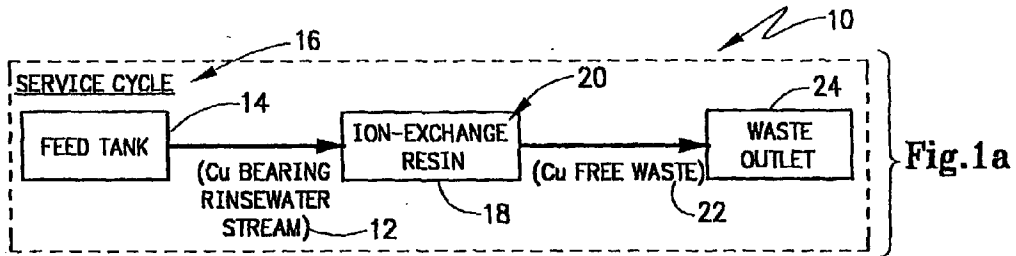 10
16
SERVICE CYCLE
14
20
24
FEED TANK
ION-EXCHANGE
RESIN
WASTE
OUTLET
(Cu BEARING
RINSEWATER
STREAM)
12
18
(Cu FREE WASTE)
22
Fig.1a